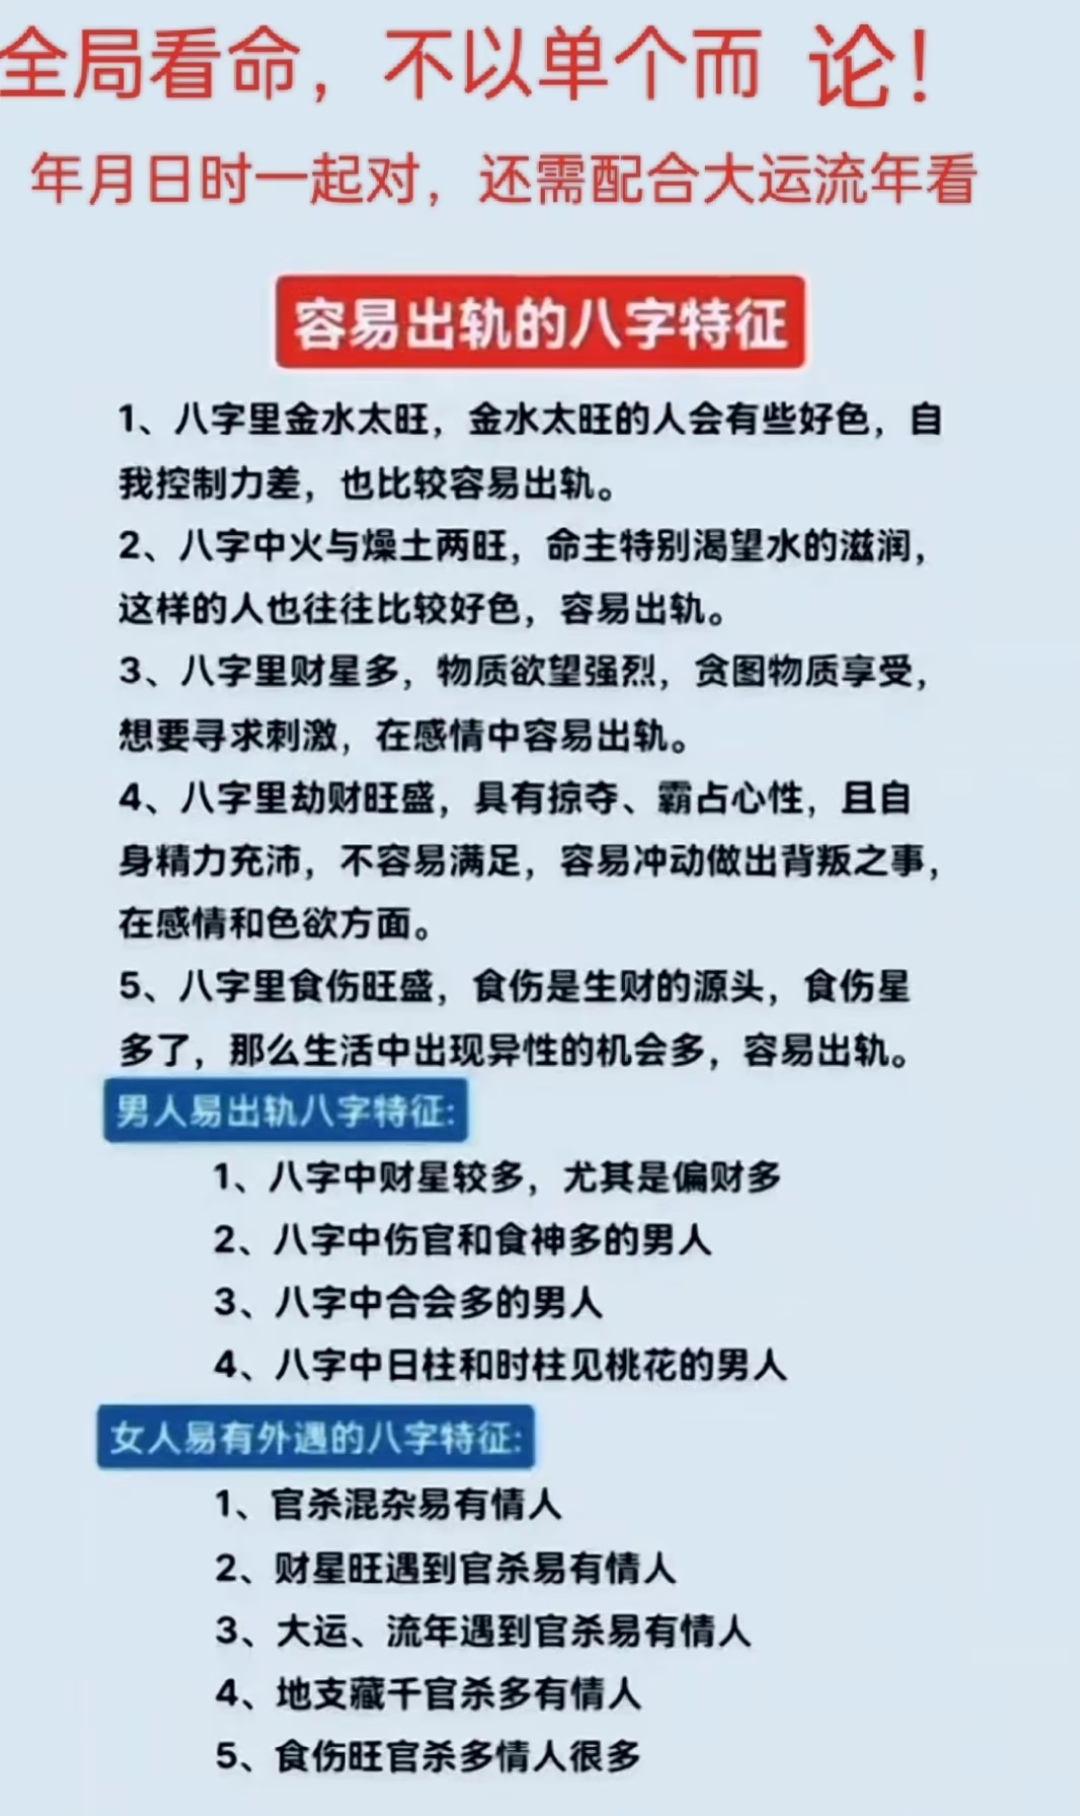 全局看命，不以单个而 论！
年月日时一起对，还需配合大运流年看
容易出轨的八字特征
1、八字里金水太旺，金水太旺的人会有些好色，自
我控制力差，也比较容易出轨。
2、八字中火与燥土两旺，命主特别渴望水的滋润，
这样的人也往往比较好色，容易出轨。
3、八字里财星多，物质欲望强烈，贪图物质享受，
想要寻求刺激，在感情中容易出轨。
4、八字里劫财旺盛，具有掠夺、霸占心性，且自
身精力充沛，不容易满足，容易冲动做出背叛之事，
在感情和色欲方面。
5、八字里食伤旺盛，食伤是生财的源头，食伤星
多了，那么生活中出现异性的机会多，容易出轨。
男人易出轨八字特征:
1、八字中财星较多，尤其是偏财多
2、八字中伤官和食神多的男人
3、八字中合会多的男人
4、八字中日柱和时柱见桃花的男人
女人易有外遇的八字特征:
1、官杀混杂易有情人
2、财星旺遇到官杀易有情人
3、大运、流年遇到官杀易有情人
4、地支藏干官杀多有情人
5、食伤旺官杀多情人很多